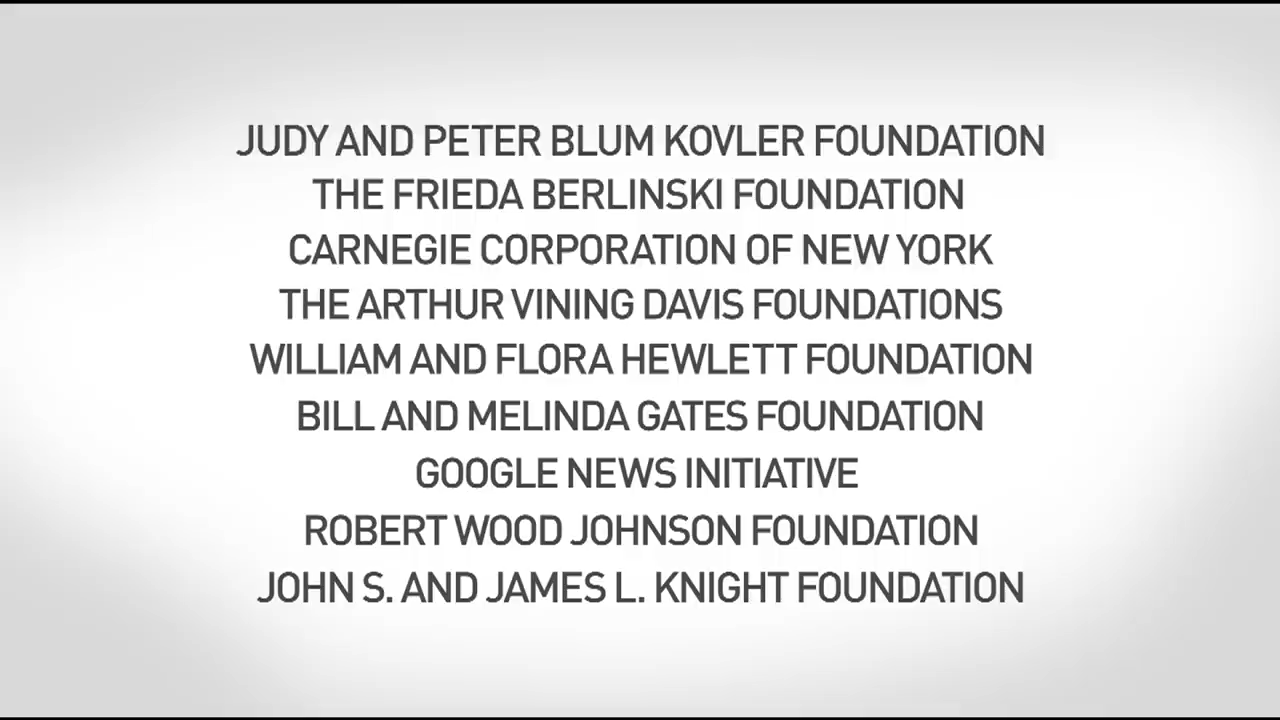 JUDY AND PETER BLUM KOVLER FOUNDATION
THE FRIEDA BERLINSKI FOUNDATION
CARNEGIE CORPORATION OF NEW YORK
THE ARTHUR VINING DAVIS FOUNDATIONS
WILLIAM AND FLORA HEWLETT FOUNDATION
BILL AND MELINDA GATES FOUNDATION
GOOGLE NEWS INITIATIVE
ROBERT WOOD JOHNSON FOUNDATION
JOHN S. AND JAMES L. KNIGHT FOUNDATION